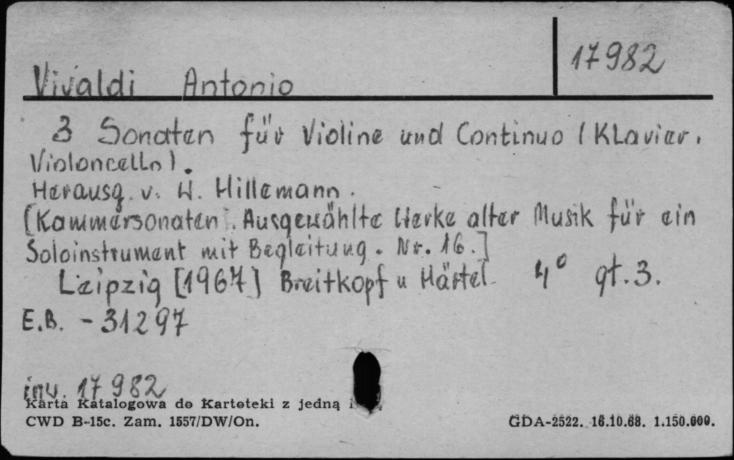 17982
Vivaldi Antonio
3 Sonaten für Violine und Continuo (Klavier,
Violoncello).
Herausg. v. W. Hillemann.
[Kammersonaten. Ausgewählte Werke alter Musik für ein
Soloinstrument mit Begleitung. Nr. 16.]
Leipzig [1967] Breitkopf u Härtel 4° gt. 3.
E.B. - 31297
inv. 17982
Karta Katalogowa do Kartoteki z jedną
CWD B-15c. Zam. 1557/DW/On. GDA-2522. 16.10.68. 1.150.000.